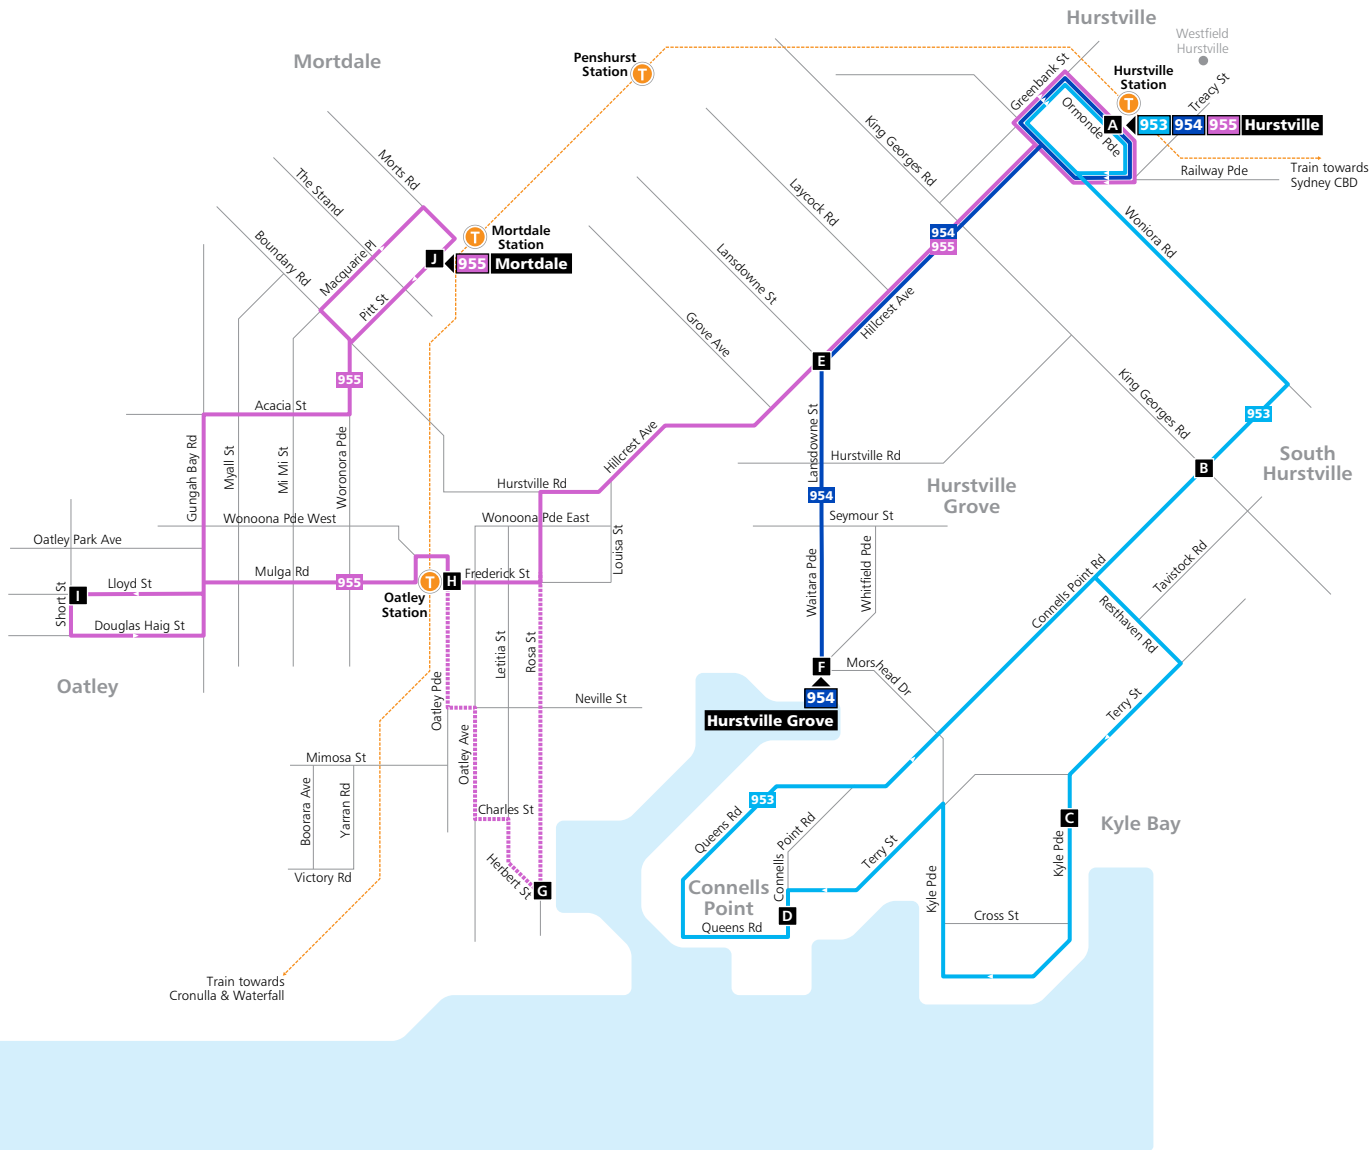 Hurstville
Westfield
Hurstville
Mortdale
Penshurst
Station
T
Hurstville
Station
T
Greenbank St
Treacy St
Ormonde Pde
A
953
954
955
Hurstville
King Georges Rd
Railway Pde
Train towards
Sydney CBD
Morts Rd
The Strand
Laycock Rd
Woniora Rd
Boundary Rd
Macquarie Pl
T
Mortdale
Station
J
955
Mortdale
954
955
Lansdowne St
Pitt St
Hillcrest Ave
Grove Ave
E
955
King Georges Rd
Acacia St
953
Gungah Bay Rd
Myall St
Mi Mi St
Woronora Pde
Hillcrest Ave
Lansdowne St
Hurstville Rd
B
South
Hurstville
Hurstville Rd
954
Hurstville
Grove
Wonoona Pde West
Wonoona Pde East
Louisa St
Seymour St
Oatley Park Ave
Waitara Pde
Whitfield Pde
Tavistock Rd
Connells Point Rd
Mulga Rd
955
T
H
Frederick St
Lloyd St
Short St
I
Oatley
Station
Resthaven Rd
Douglas Haig St
Letitia St
Rosa St
F
Morshead Dr
Oatley
Oatley Pde
Neville St
954
Hurstville Grove
Terry St
Oatley Ave
Mimosa St
Boorara Ave
Yarran Rd
Charles St
953
Queens Rd
Connells Point Rd
Terry St
C
Kyle Bay
Kyle Pde
Kyle Pde
Victory Rd
Herbert St
G
Connells
Point
D
Cross St
Queens Rd
Train towards
Cronulla & Waterfall